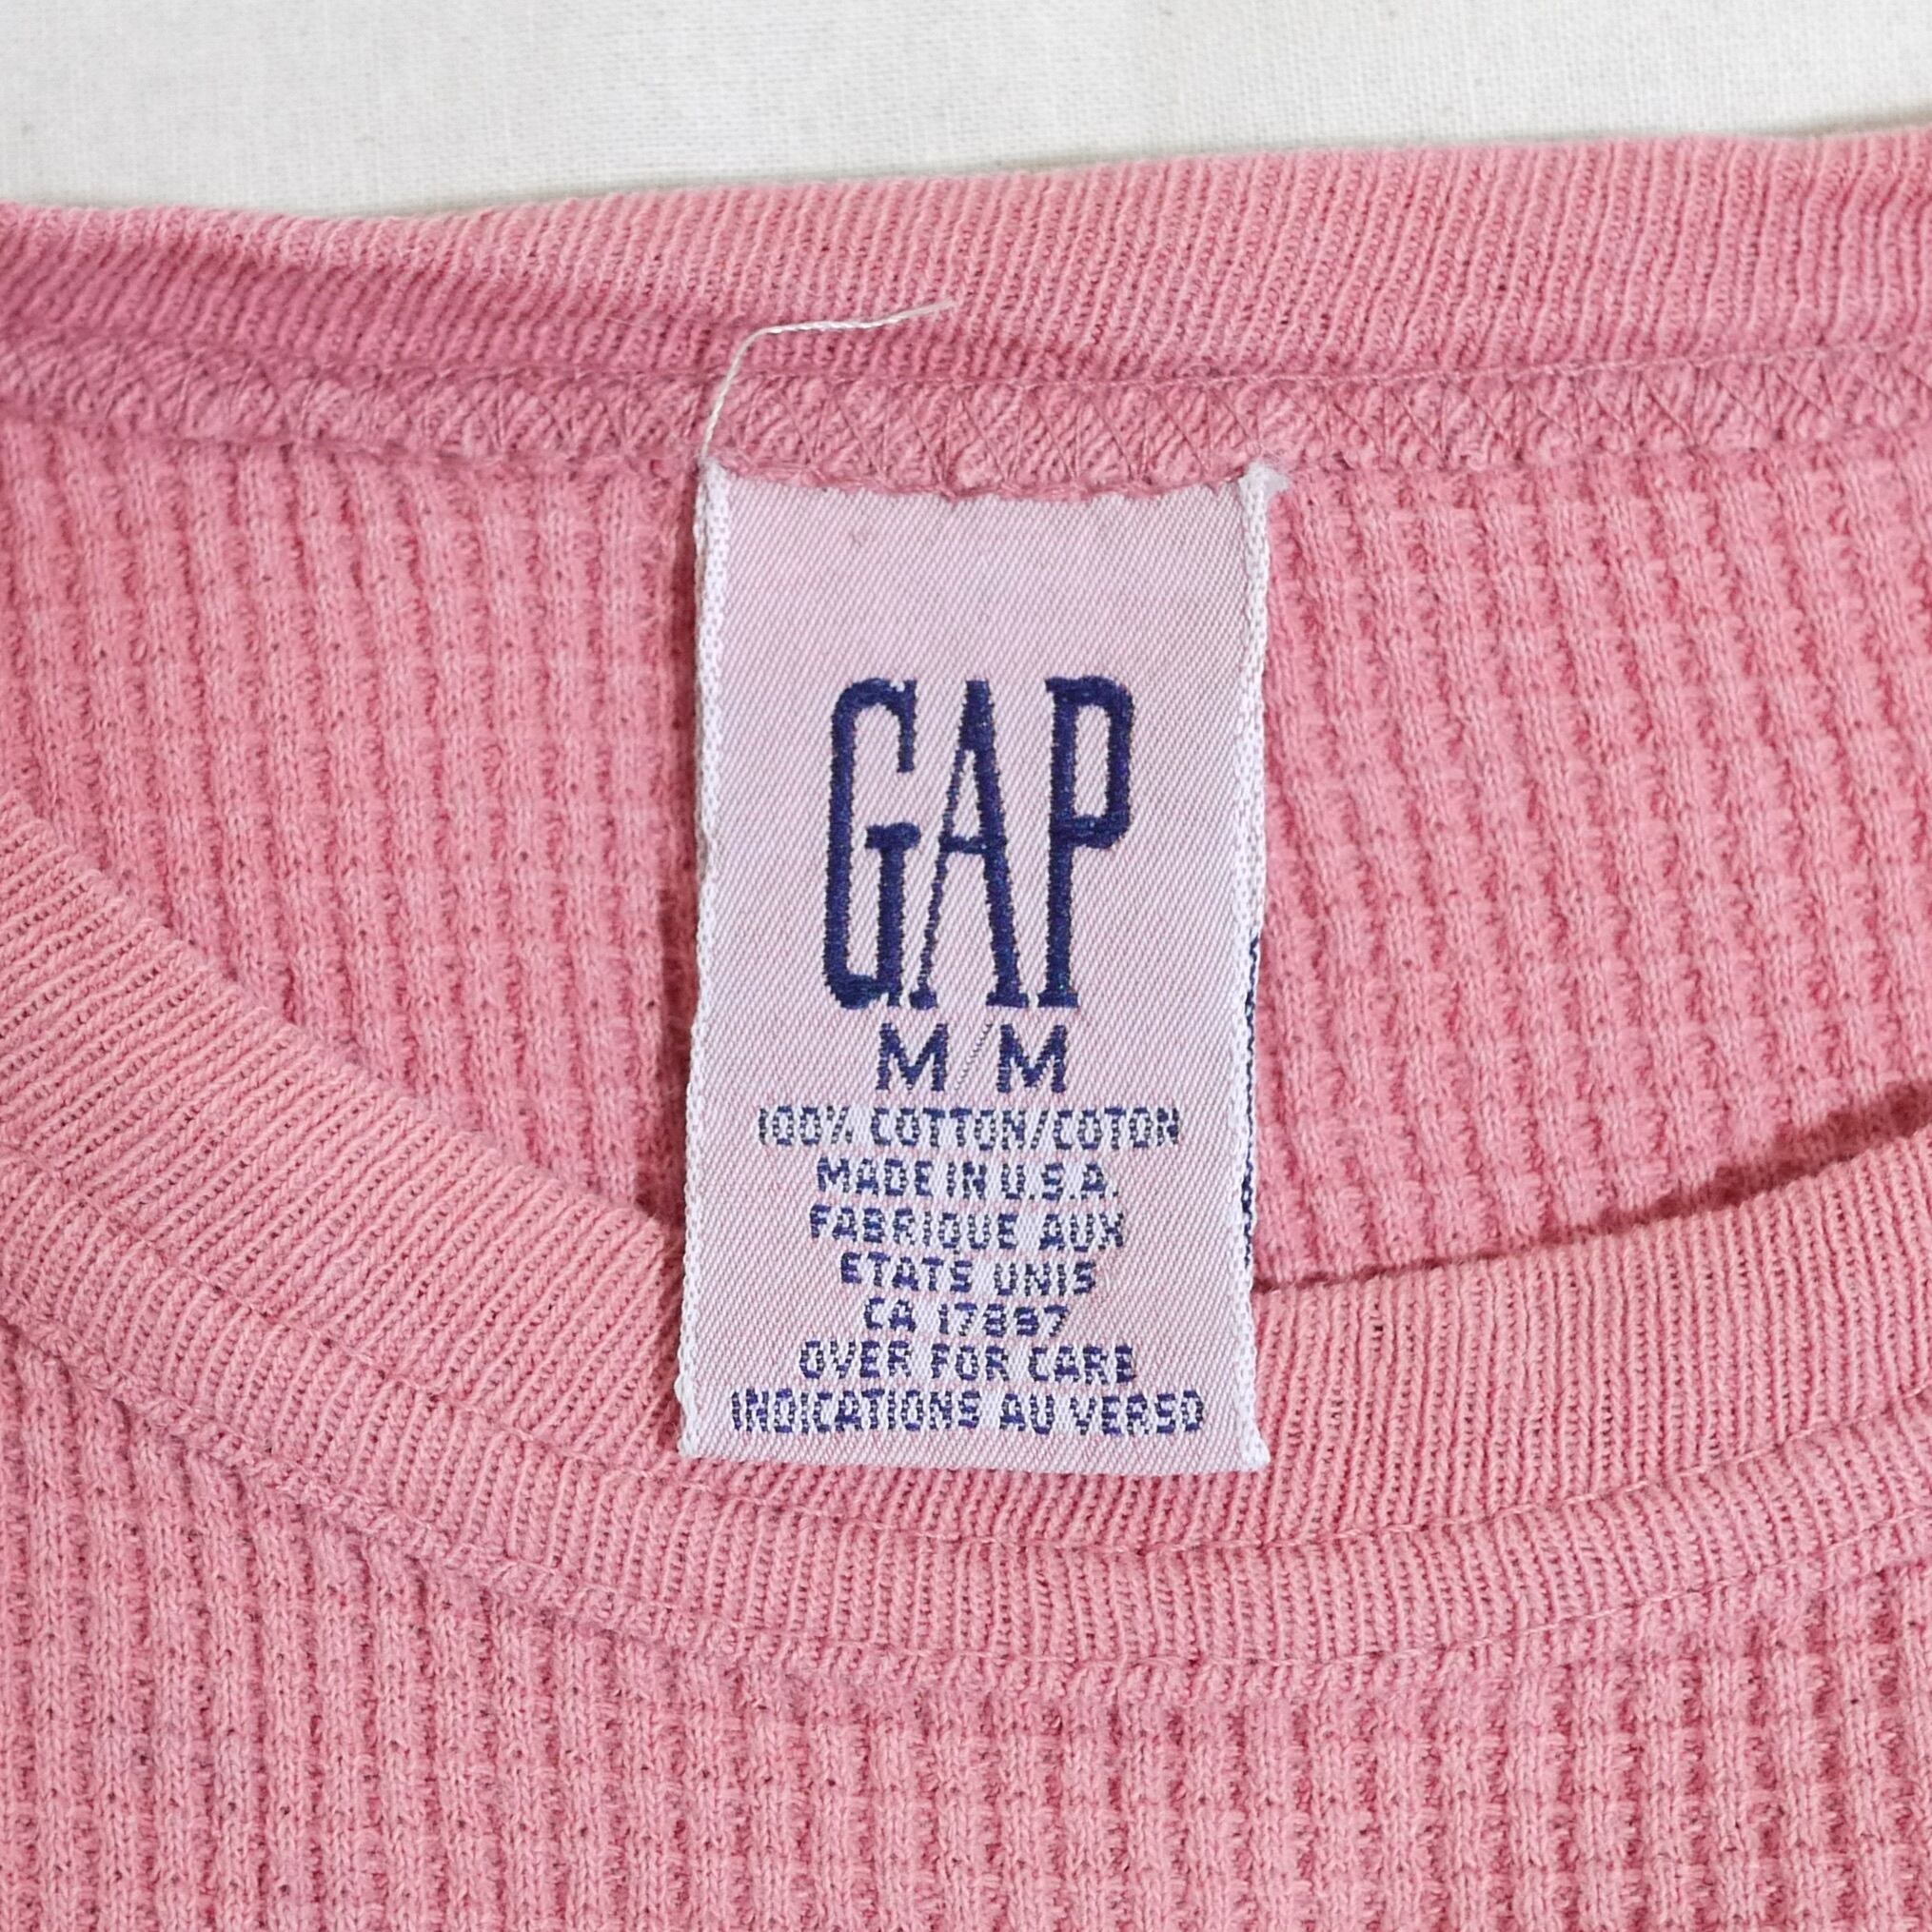 GAP
M/M
100% COTTON/COTON
MADE IN U.S.A.
FABRIQUE AUX
ETATS UNIS
CA 17897
OVER FOR CARE
INDICATIONS AU VERSO